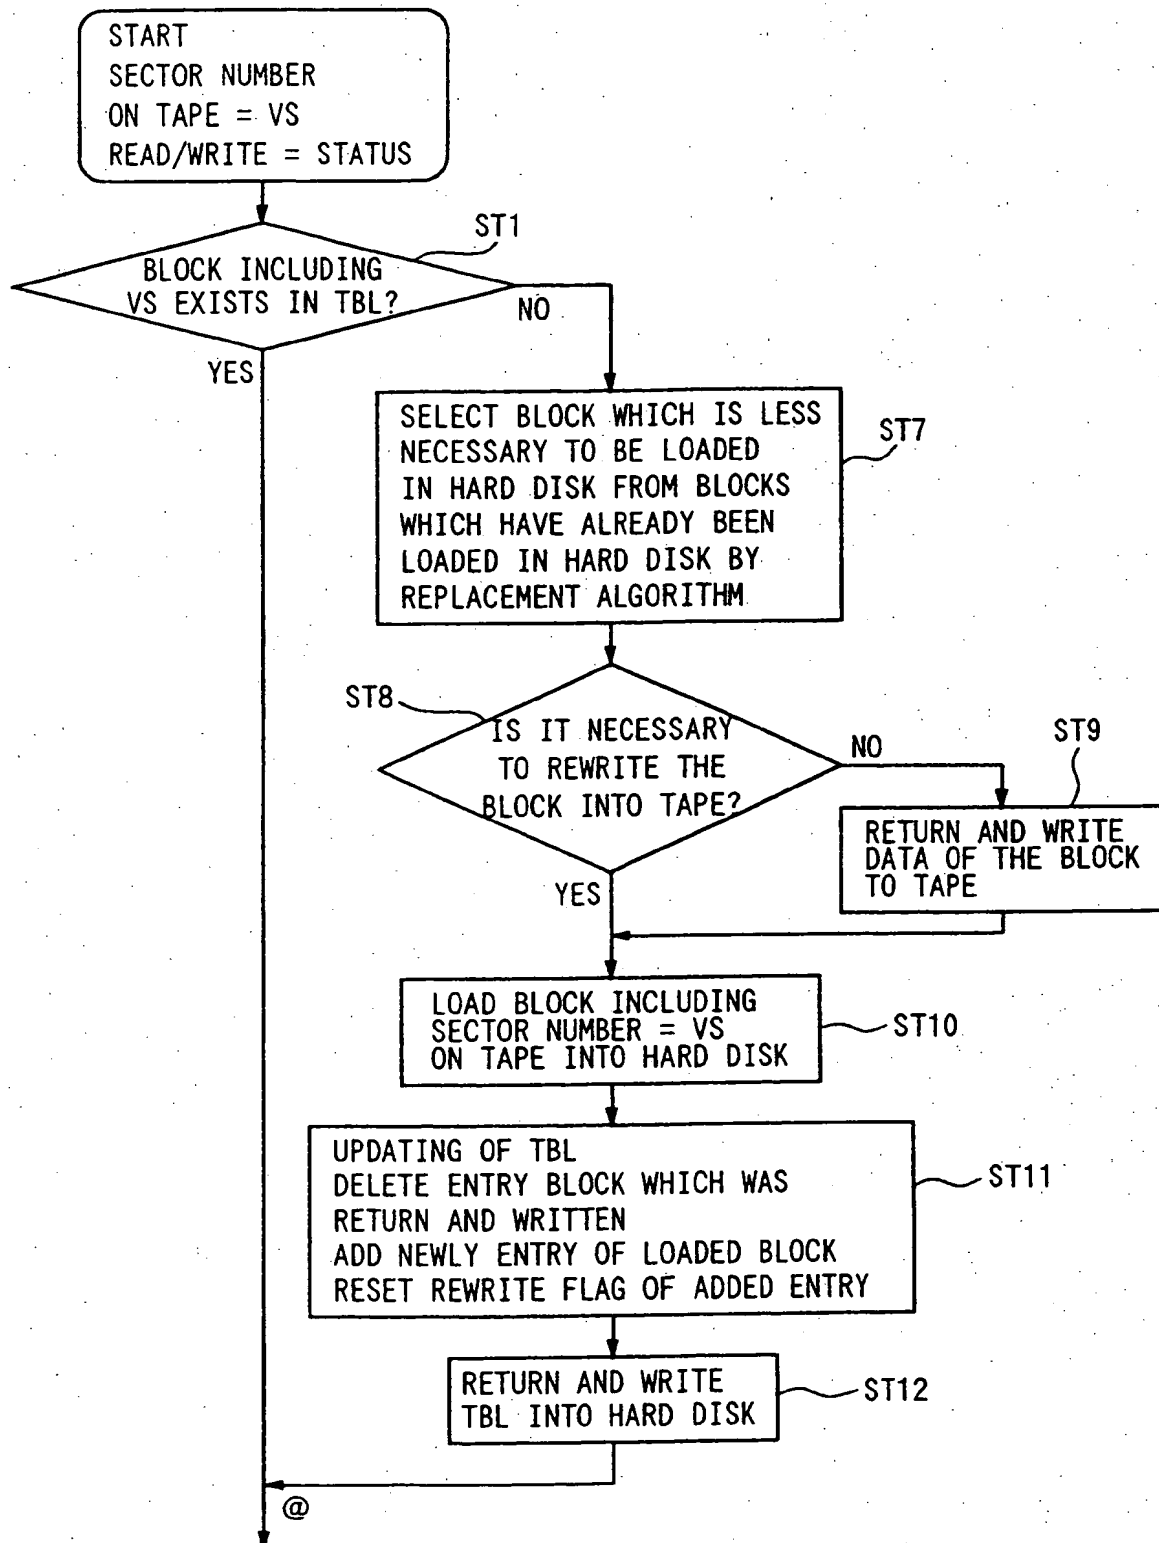 START
SECTOR NUMBER
ON TAPE = VS
READ/WRITE = STATUS
ST1
BLOCK INCLUDING
VS EXISTS IN TBL?
NO
YES
SELECT BLOCK WHICH IS LESS
NECESSARY TO BE LOADED
IN HARD DISK FROM BLOCKS
WHICH HAVE ALREADY BEEN
LOADED IN HARD DISK BY
REPLACEMENT ALGORITHM
ST7
ST8
IS IT NECESSARY
TO REWRITE THE
BLOCK INTO TAPE?
NO
ST9
RETURN AND WRITE
DATA OF THE BLOCK
TO TAPE
YES
LOAD BLOCK INCLUDING
SECTOR NUMBER = VS
ON TAPE INTO HARD DISK
ST10
UPDATING OF TBL
DELETE ENTRY BLOCK WHICH WAS
RETURN AND WRITTEN
ADD NEWLY ENTRY OF LOADED BLOCK
RESET REWRITE FLAG OF ADDED ENTRY
ST11
RETURN AND WRITE
TBL INTO HARD DISK
ST12
@